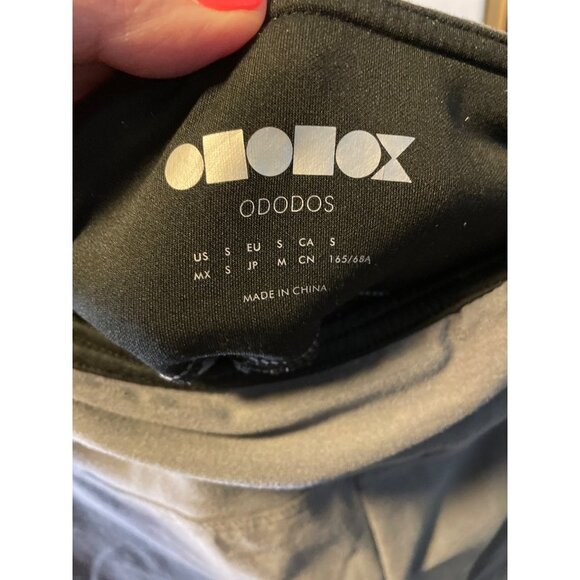 ODODOS
US S EU S CA S
MX S JP M CN 165/68A
MADE IN CHINA